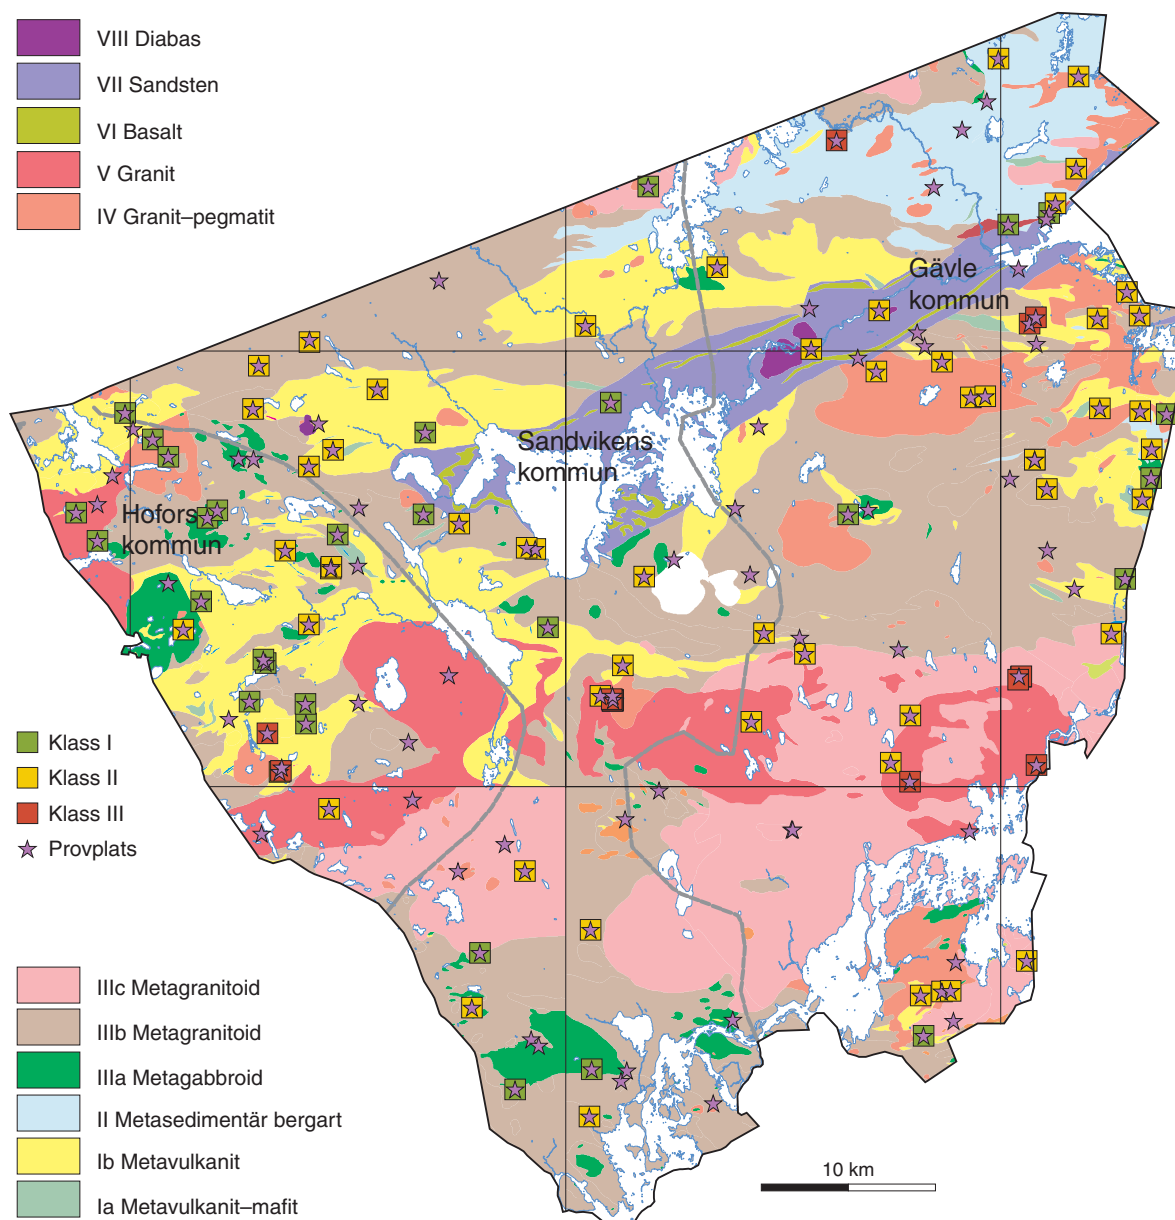 VIII Diabas
VII Sandsten
VI Basalt
V Granit
IV Granit–pegmatit
Gävle
kommun
Sandvikens
kommun
Hofors
kommun
Klass I
Klass II
Klass III
Provplats
IIIc Metagranitoid
IIIb Metagranitoid
IIIa Metagabbroid
II Metasedimentär bergart
Ib Metavulkanit
Ia Metavulkanit–mafit
10 km